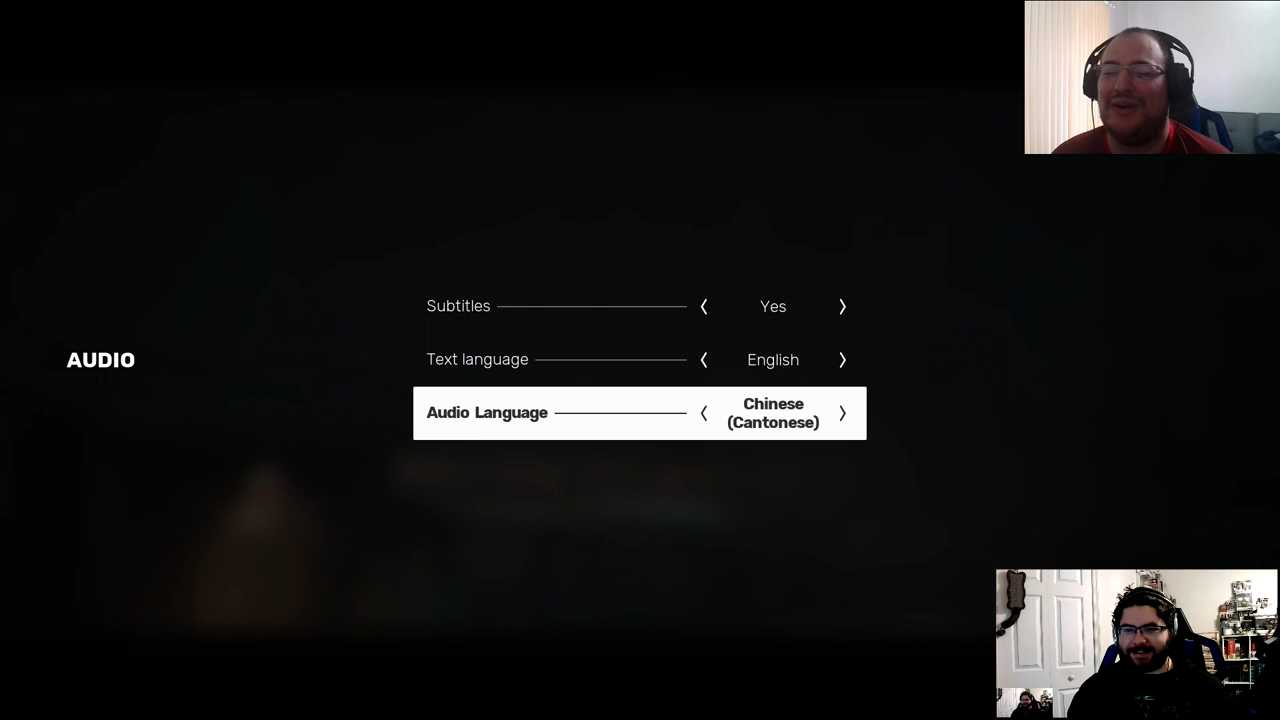 AUDIO
Subtitles Yes
Text language English
Audio Language Chinese
(Cantonese)